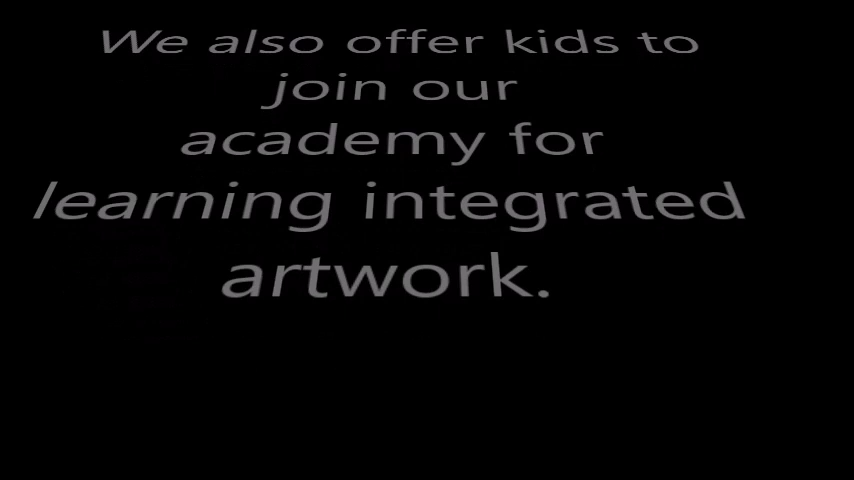 We also offer kids to
join our
academy for
learning integrated
artwork.